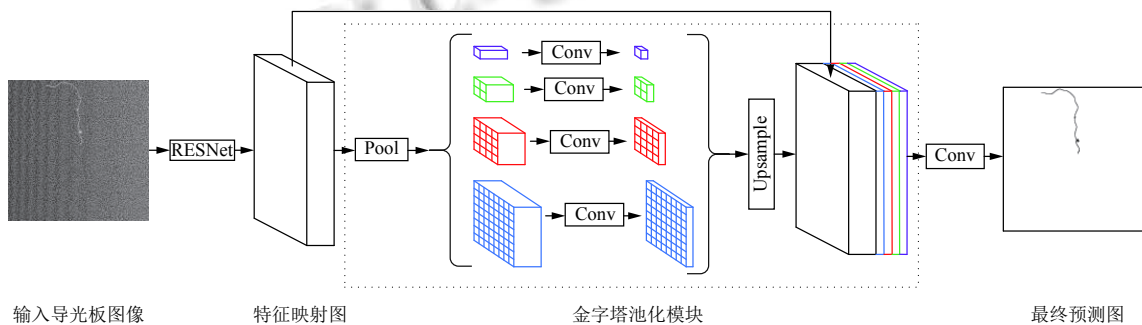 RESNet
Pool
Conv
Conv
Conv
Conv
Upsample
Conv
输入导光板图像
特征映射图
金字塔池化模块
最终预测图